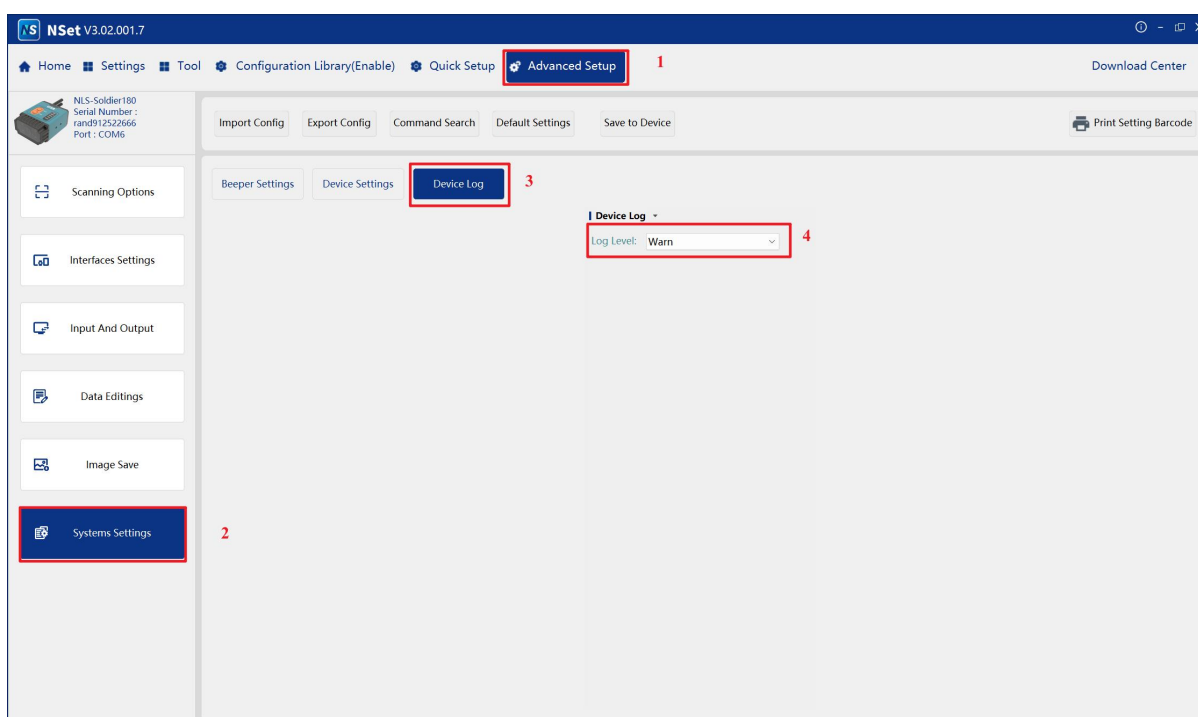 NS NSet V3.02.001.7
Home Settings Tool Configuration Library(Enable) Quick Setup Advanced Setup 1 Download Center
NLS-Soldier180
Serial Number :
rand912522666
Port : COM6
Import Config Export Config Command Search Default Settings Save to Device Print Setting Barcode
Scanning Options
Interfaces Settings
Input And Output
Data Editings
Image Save
Systems Settings 2
Beeper Settings Device Settings Device Log 3
Device Log
Log Level: Warn 4